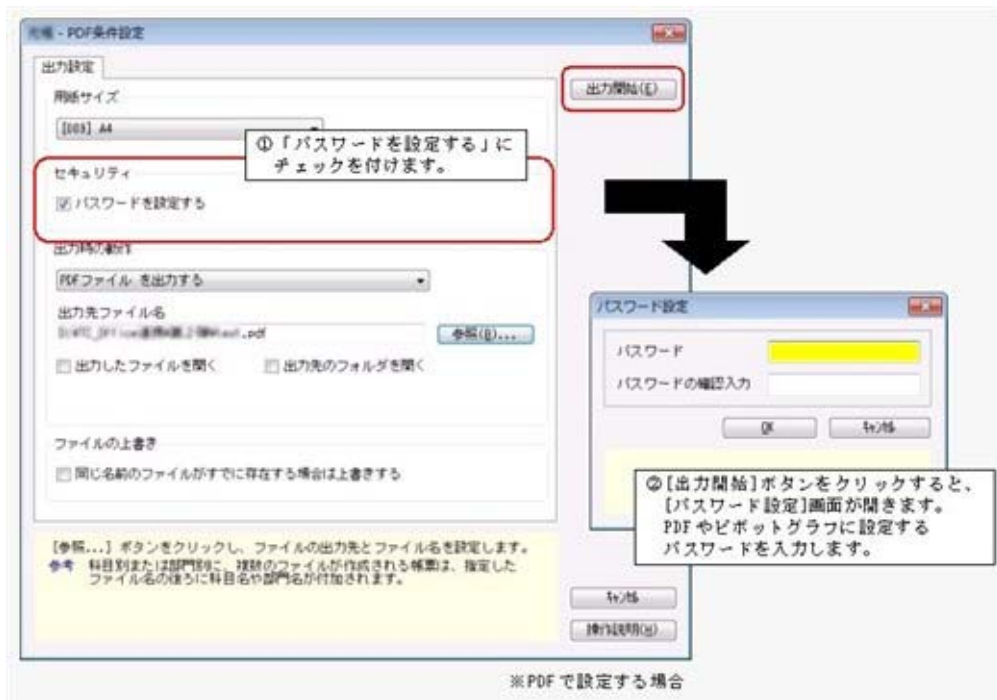 - PDF条件設定
出力設定
出力開始(E)
用紙サイズ
[009] A4
①「パスワードを設定する」に
チェックを付けます。
セキュリティ
パスワードを設定する
出力時の動作
PDFファイル を出力する
出力先ファイル名
.pdf
参照(B)...
出力したファイルを開く
出力先のフォルダを開く
ファイルの上書き
同じ名前のファイルがすでに存在する場合は上書きする
[参照...] ボタンをクリックし、ファイルの出力先とファイル名を設定します。
参考 科目別または部門別に、複数のファイルが作成される帳票は、指定した
ファイル名の後ろに科目名や部門名が付加されます。
キャンセル
操作説明(H)
パスワード設定
パスワード
パスワードの確認入力
OK
キャンセル
②[出力開始]ボタンをクリックすると、
[パスワード設定]画面が開きます。
PDFやピボットグラフに設定する
パスワードを入力します。
※PDFで設定する場合